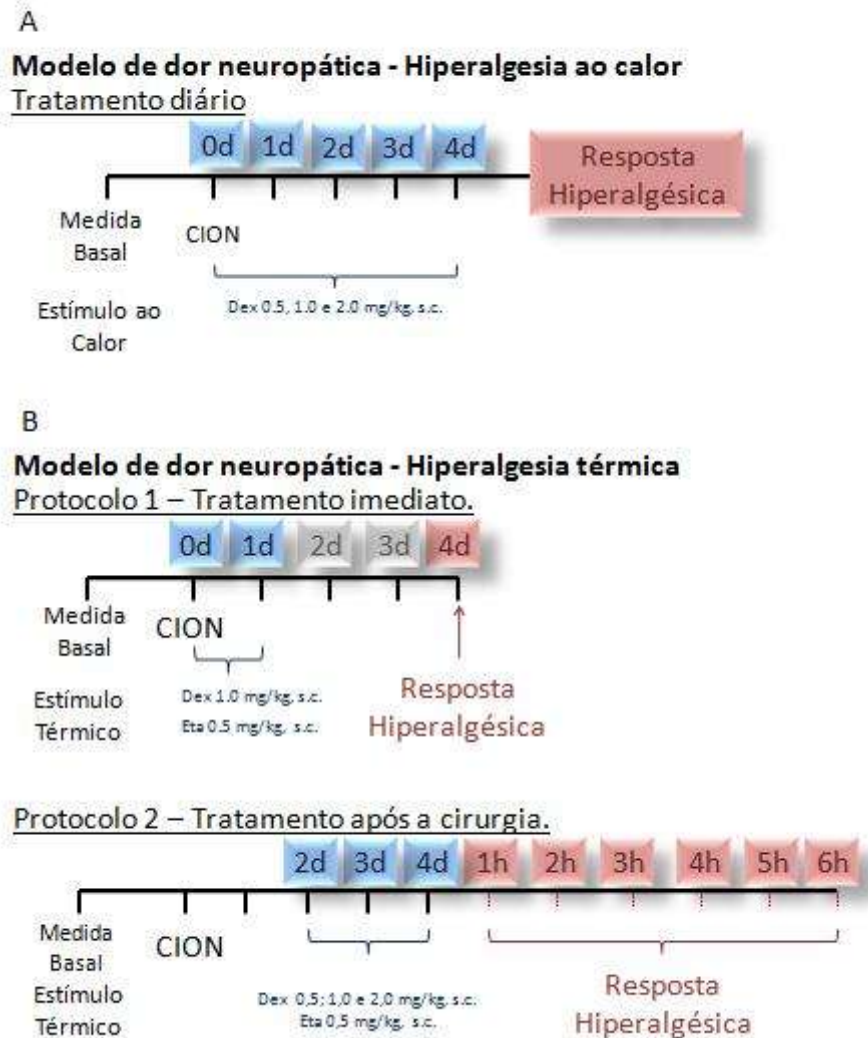 A
Modelo de dor neuropática - Hiperalgesia ao calor
Tratamento diário
0d 1d 2d 3d 4d
Resposta
Hiperalgésica
Medida
Basal
CION
Estímulo ao
Calor
Dex 0.5, 1.0 e 2.0 mg/kg, s.c.
B
Modelo de dor neuropática - Hiperalgesia térmica
Protocolo 1 – Tratamento imediato.
0d 1d 2d 3d 4d
Medida
Basal
CION
Estímulo
Térmico
Dex 1.0 mg/kg, s.c.
Eta 0.5 mg/kg, s.c.
Resposta
Hiperalgésica
Protocolo 2 – Tratamento após a cirurgia.
2d 3d 4d 1h 2h 3h 4h 5h 6h
Medida
Basal
CION
Estímulo
Térmico
Dex 0,5; 1,0 e 2,0 mg/kg, s.c.
Eta 0,5 mg/kg, s.c.
Resposta
Hiperalgésica